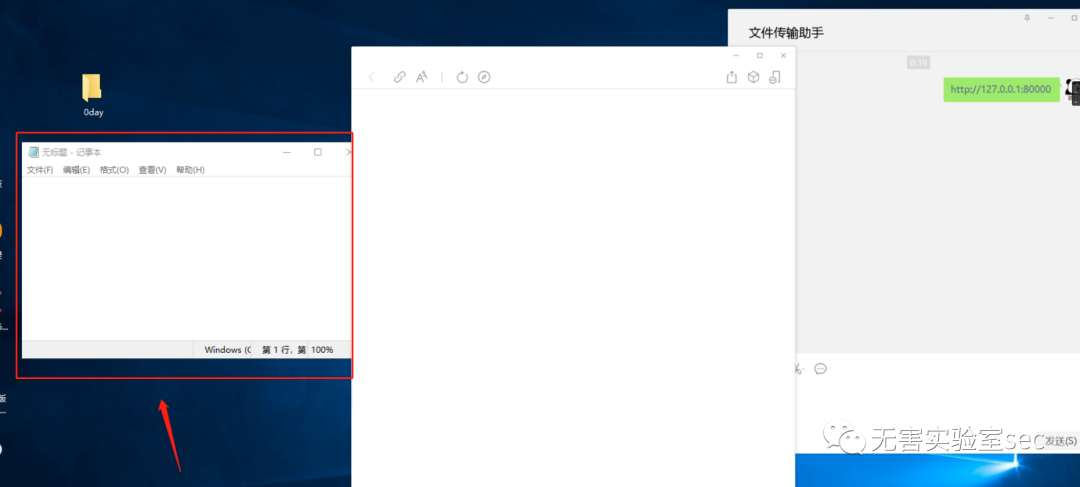 文件传输助手
0:39
http://127.0.0.1:80000
0day
无标题 - 记事本
文件(F) 编辑(E) 格式(O) 查看(V) 帮助(H)
Windows (C 第 1 行，第 100%
版
发送(S)
无害实验室sec